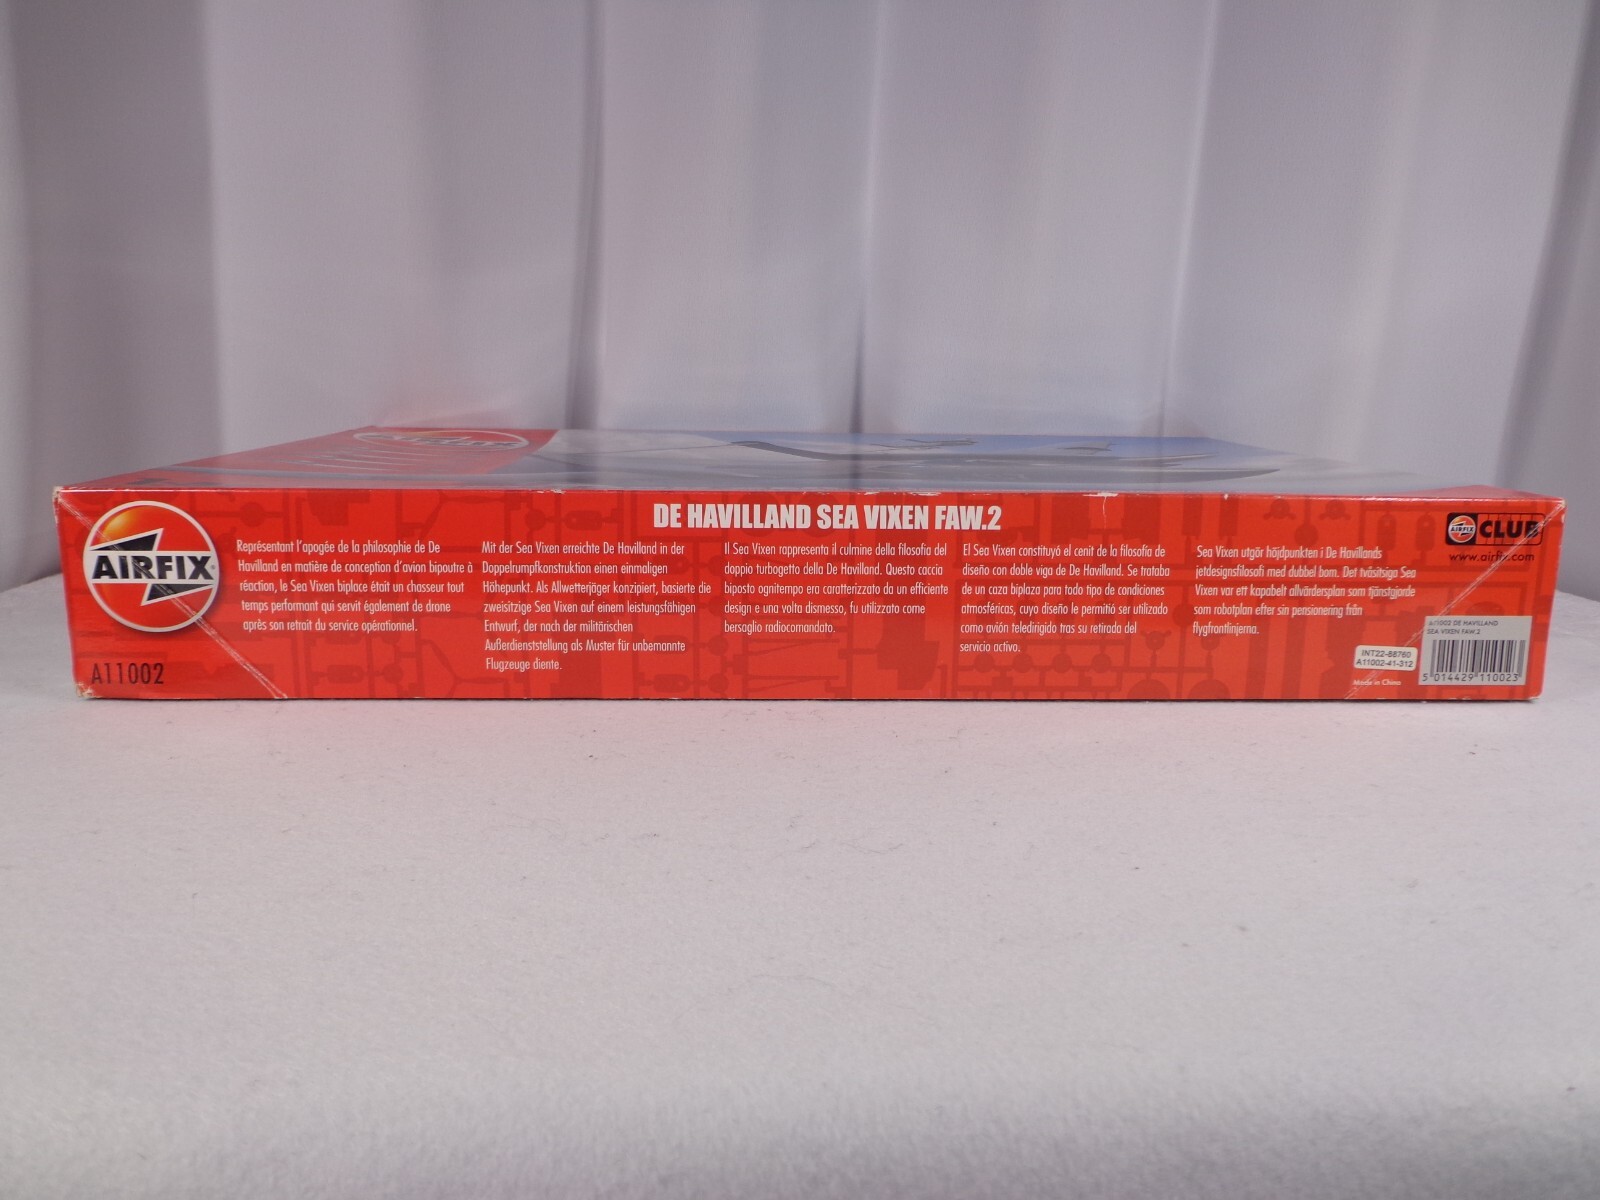 DE HAVILLAND SEA VIXEN FAW.2
AIRFIX
A11002
Représentant l'apogée de la philosophie de De
Havilland en matière de conception d'avion bipoutre à
réaction, le Sea Vixen biplace était un chasseur tout
temps performant qui servit également de drone
après son retrait du service opérationnel.
Mit der Sea Vixen erreichte De Havilland in der
Doppelrumpfkonstruktion einen einmaligen
Höhepunkt. Als Allwetterjäger konzipiert, basierte die
zweisitzige Sea Vixen auf einem leistungsfähigen
Entwurf, der nach der militärischen
Außerdienststellung als Muster für unbemannte
Flugzeuge diente.
Il Sea Vixen rappresenta il culmine della filosofia del
doppio turbogetto della De Havilland. Questo caccia
biposto ognitempo era caratterizzato da un efficiente
design e una volta dismesso, fu utilizzato come
bersaglio radiocomandato.
El Sea Vixen constituyó el cenit de la filosofía de
diseño con doble viga de De Havilland. Se trataba
de un caza biplaza para todo tipo de condiciones
atmosféricas, cuyo diseño le permitió ser utilizado
como avión teledirigido tras su retirada del
servicio activo.
Sea Vixen utgör höjdpunkten i De Havillands
jetdesignsfilosofi med dubbel bom. Det tvåsitsiga Sea
Vixen var ett kapabelt allvädersplan som tjänstgjorde
som robotplan efter sin pensionering från
flygfrontlinjerna.
AIRFIX CLUB
www.airfix.com
INT22-68760
A11002-41-312
Made in China
DE HAVILLAND
SEA VIXEN FAW.2
5 014429 110023